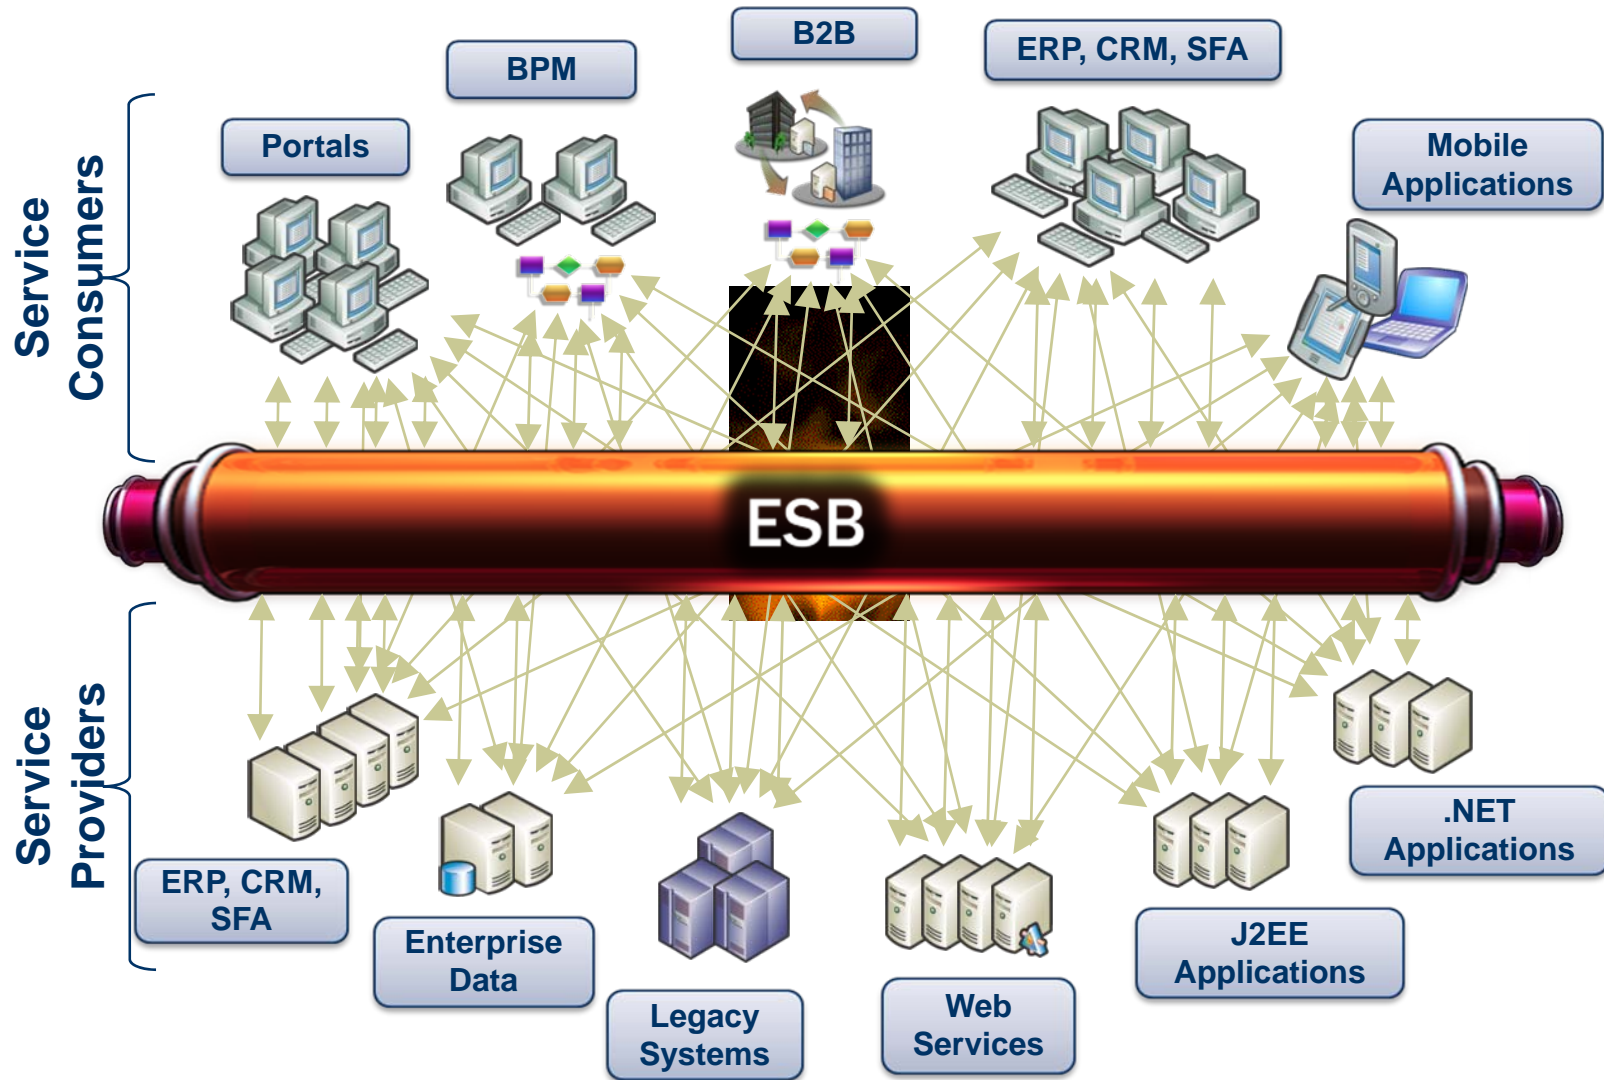 B2B
ERP, CRM, SFA
BPM
Portals
Mobile
Applications
Service
Consumers
ESB
Service
Providers
ERP, CRM,
SFA
Enterprise
Data
Legacy
Systems
Web
Services
J2EE
Applications
.NET
Applications